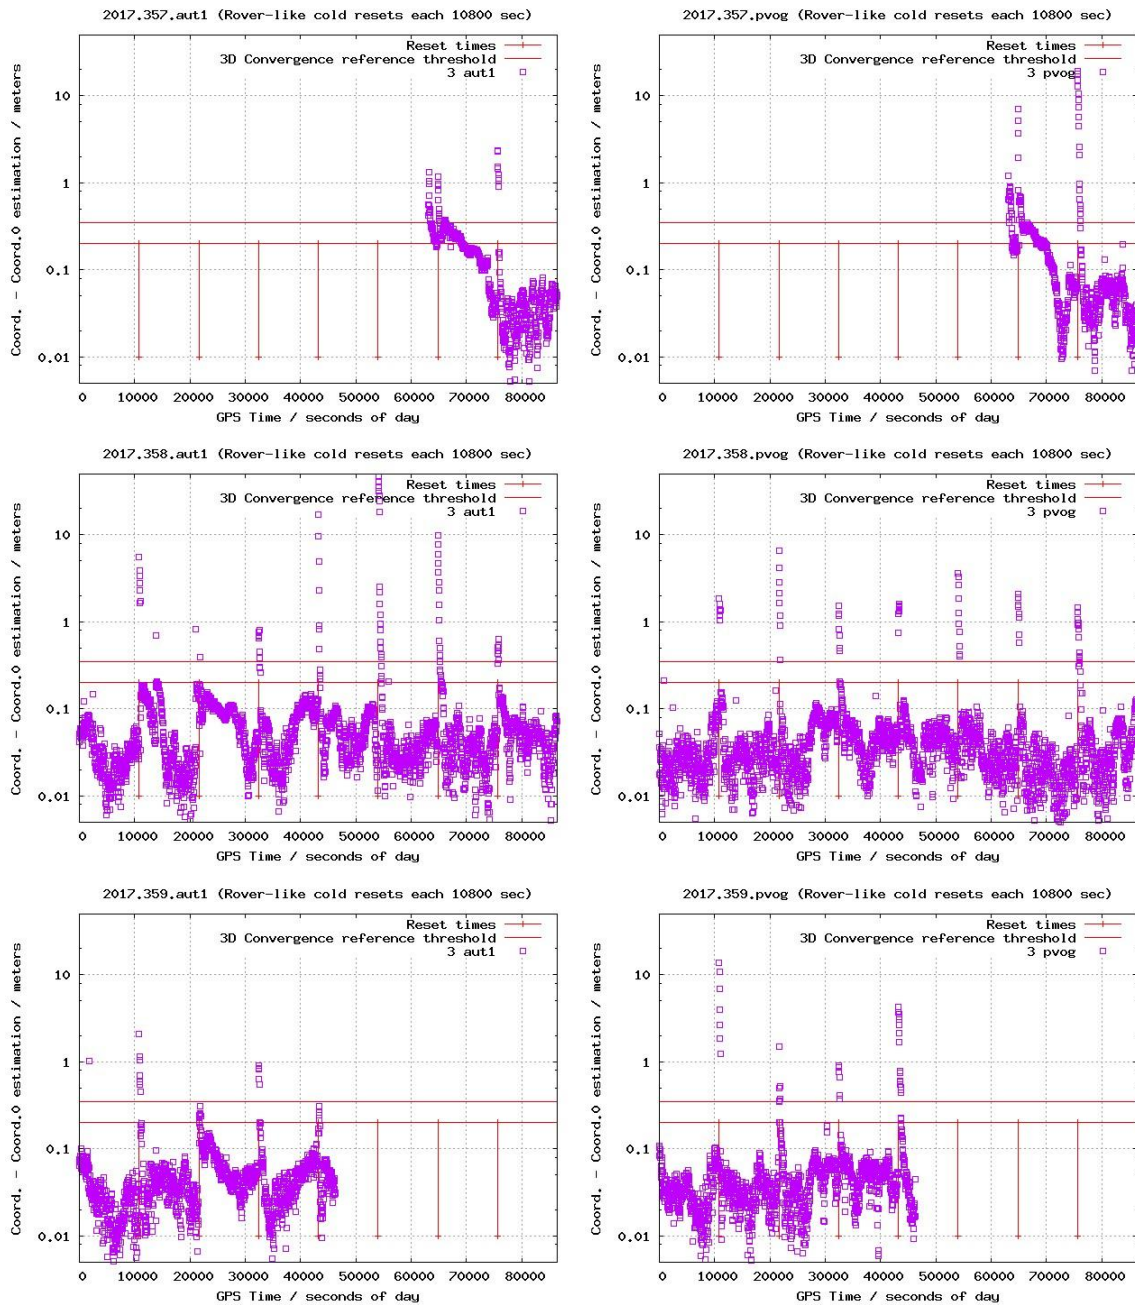 2017.357.aut1 (Rover-like cold resets each 10800 sec)
Reset times
3D Convergence reference threshold
3 aut1
Coord. - Coord.0 estimation / meters
10
1
0.1
0.01
0 10000 20000 30000 40000 50000 60000 70000 80000
GPS Time / seconds of day
2017.357.pvog (Rover-like cold resets each 10800 sec)
Reset times
3D Convergence reference threshold
3 pvog
Coord. - Coord.0 estimation / meters
10
1
0.1
0.01
0 10000 20000 30000 40000 50000 60000 70000 80000
GPS Time / seconds of day
2017.358.aut1 (Rover-like cold resets each 10800 sec)
Reset times
3D Convergence reference threshold
3 aut1
Coord. - Coord.0 estimation / meters
10
1
0.1
0.01
0 10000 20000 30000 40000 50000 60000 70000 80000
GPS Time / seconds of day
2017.358.pvog (Rover-like cold resets each 10800 sec)
Reset times
3D Convergence reference threshold
3 pvog
Coord. - Coord.0 estimation / meters
10
1
0.1
0.01
0 10000 20000 30000 40000 50000 60000 70000 80000
GPS Time / seconds of day
2017.359.aut1 (Rover-like cold resets each 10800 sec)
Reset times
3D Convergence reference threshold
3 aut1
Coord. - Coord.0 estimation / meters
10
1
0.1
0.01
0 10000 20000 30000 40000 50000 60000 70000 80000
GPS Time / seconds of day
2017.359.pvog (Rover-like cold resets each 10800 sec)
Reset times
3D Convergence reference threshold
3 pvog
Coord. - Coord.0 estimation / meters
10
1
0.1
0.01
0 10000 20000 30000 40000 50000 60000 70000 80000
GPS Time / seconds of day